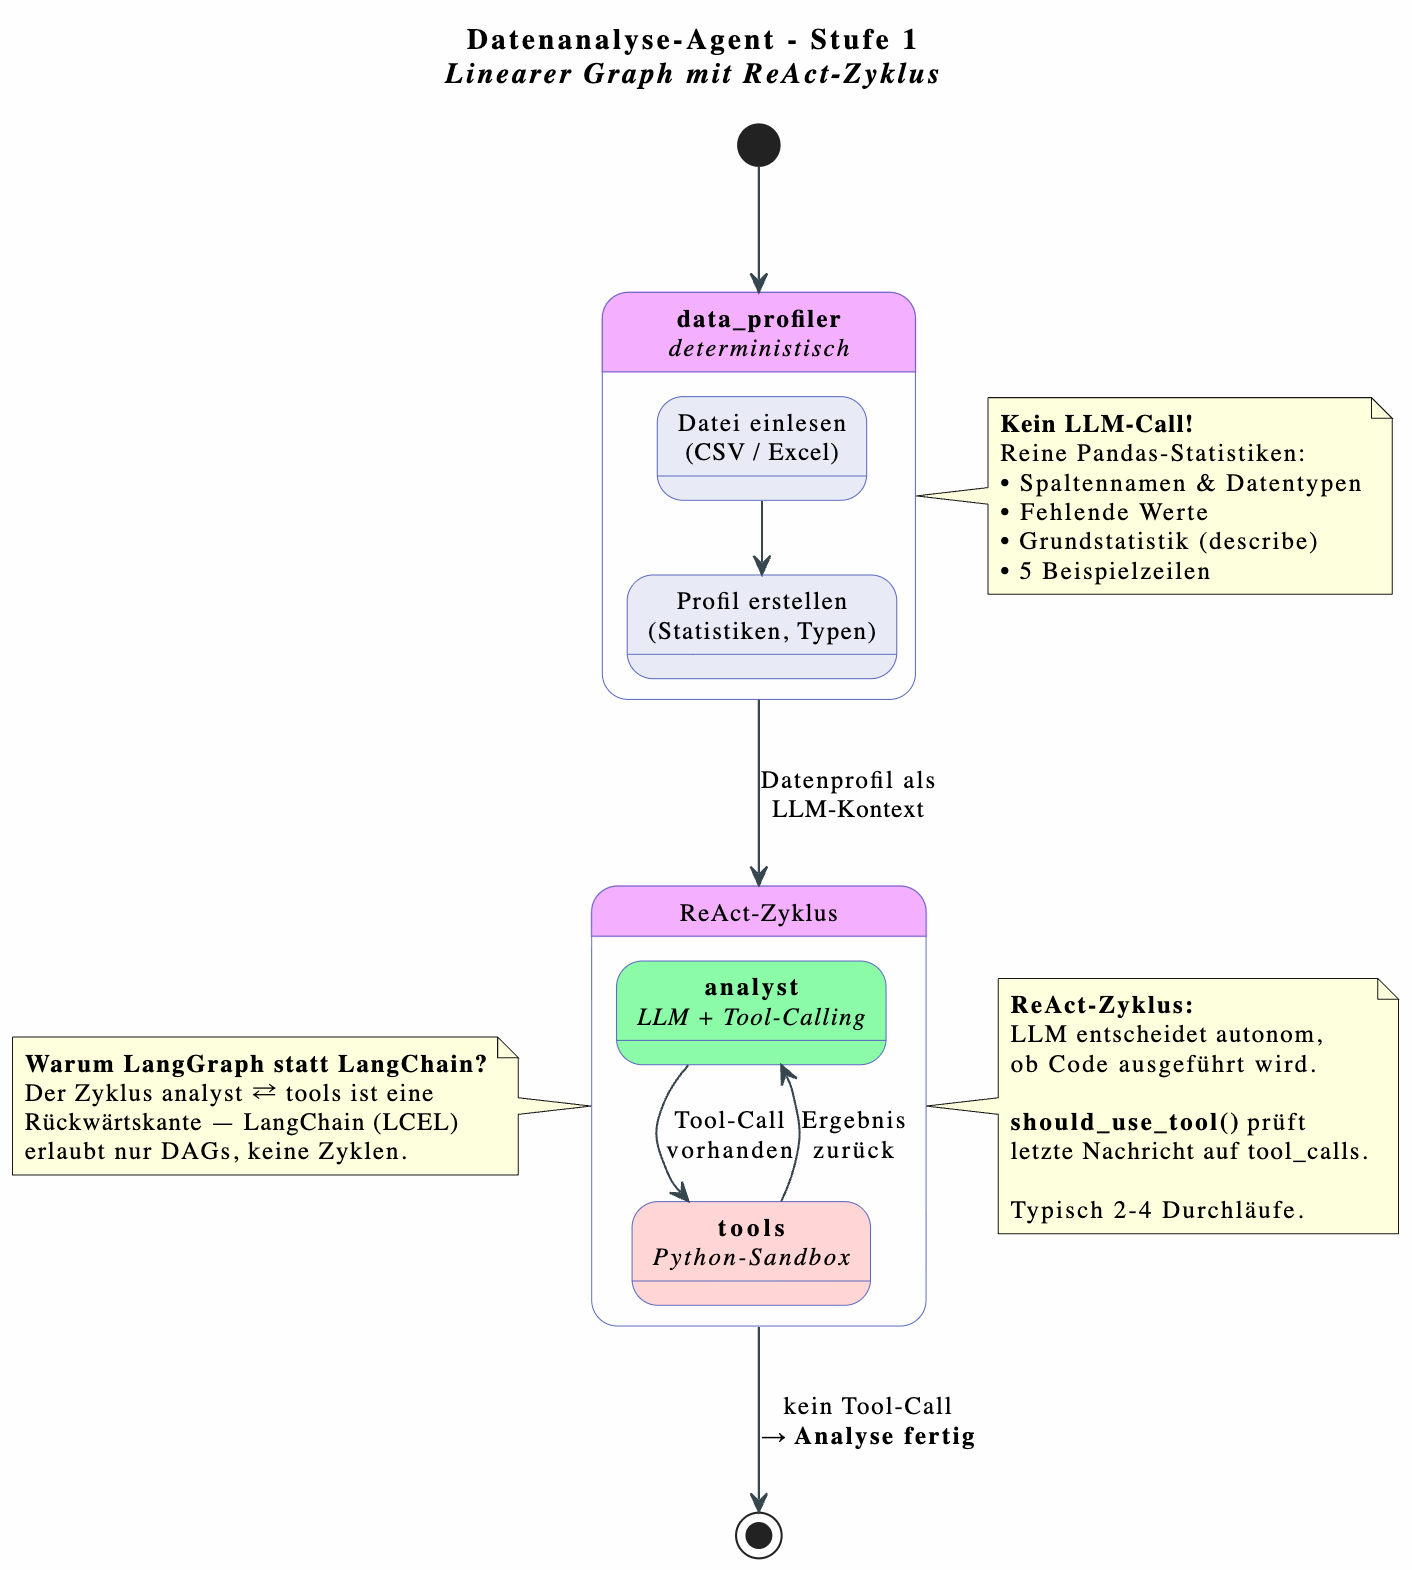 Datenanalyse-Agent - Stufe 1
Linearer Graph mit ReAct-Zyklus
data_profiler
deterministisch
Datei einlesen
(CSV / Excel)
Profil erstellen
(Statistiken, Typen)
Kein LLM-Call!
Reine Pandas-Statistiken:
• Spaltennamen & Datentypen
• Fehlende Werte
• Grundstatistik (describe)
• 5 Beispielzeilen
Datenprofil als
LLM-Kontext
ReAct-Zyklus
analyst
LLM + Tool-Calling
Tool-Call
vorhanden
Ergebnis
zurück
tools
Python-Sandbox
Warum LangGraph statt LangChain?
Der Zyklus analyst ⇄ tools ist eine
Rückwärtskante — LangChain (LCEL)
erlaubt nur DAGs, keine Zyklen.
ReAct-Zyklus:
LLM entscheidet autonom,
ob Code ausgeführt wird.
should_use_tool() prüft
letzte Nachricht auf tool_calls.
Typisch 2-4 Durchläufe.
kein Tool-Call
→ Analyse fertig